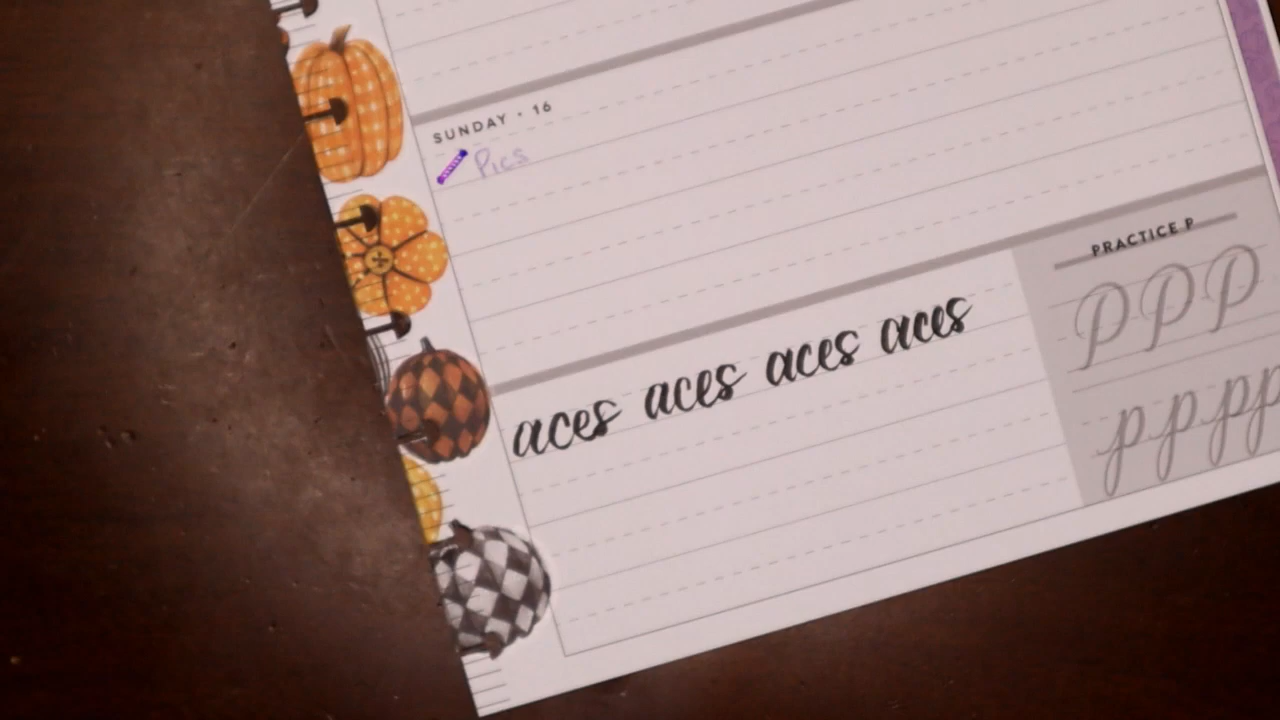 SUNDAY • 16
Pics
aces aces aces aces
PRACTICE P
P P P
p p p p